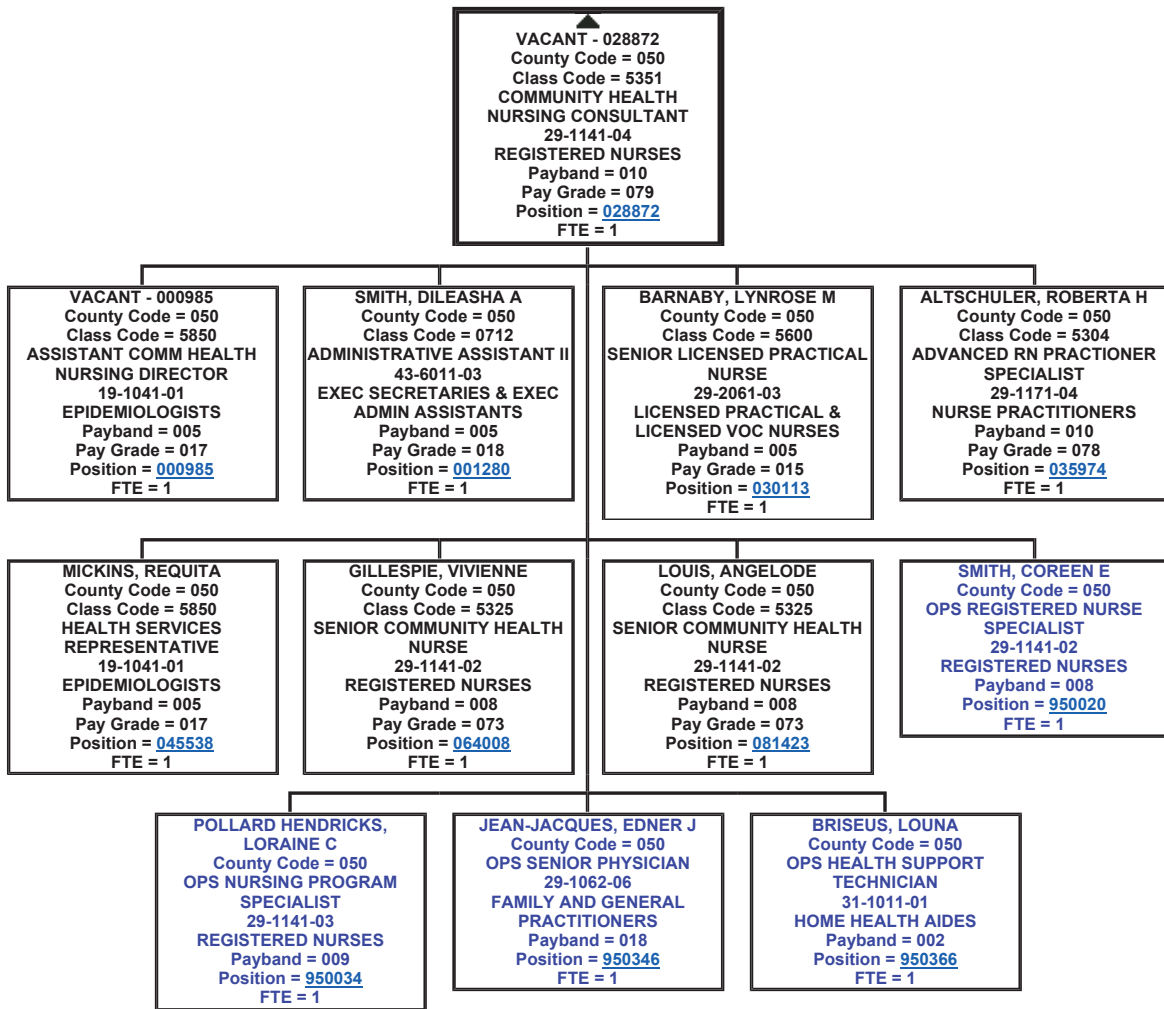 VACANT - 028872
County Code = 050
Class Code = 5351
COMMUNITY HEALTH
NURSING CONSULTANT
29-1141-04
REGISTERED NURSES
Payband = 010
Pay Grade = 079
Position = 028872
FTE = 1
VACANT - 000985
County Code = 050
Class Code = 5850
ASSISTANT COMM HEALTH
NURSING DIRECTOR
19-1041-01
EPIDEMIOLOGISTS
Payband = 005
Pay Grade = 017
Position = 000985
FTE = 1
SMITH, DILEASHA A
County Code = 050
Class Code = 0712
ADMINISTRATIVE ASSISTANT II
43-6011-03
EXEC SECRETARIES & EXEC
ADMIN ASSISTANTS
Payband = 005
Pay Grade = 018
Position = 001280
FTE = 1
BARNABY, LYNROSE M
County Code = 050
Class Code = 5600
SENIOR LICENSED PRACTICAL
NURSE
29-2061-03
LICENSED PRACTICAL &
LICENSED VOC NURSES
Payband = 005
Pay Grade = 015
Position = 030113
FTE = 1
ALTSCHULER, ROBERTA H
County Code = 050
Class Code = 5304
ADVANCED RN PRACTIONER
SPECIALIST
29-1171-04
NURSE PRACTITIONERS
Payband = 010
Pay Grade = 078
Position = 035974
FTE = 1
MICKINS, REQUITA
County Code = 050
Class Code = 5850
HEALTH SERVICES
REPRESENTATIVE
19-1041-01
EPIDEMIOLOGISTS
Payband = 005
Pay Grade = 017
Position = 045538
FTE = 1
GILLESPIE, VIVIENNE
County Code = 050
Class Code = 5325
SENIOR COMMUNITY HEALTH
NURSE
29-1141-02
REGISTERED NURSES
Payband = 008
Pay Grade = 073
Position = 064008
FTE = 1
LOUIS, ANGELODE
County Code = 050
Class Code = 5325
SENIOR COMMUNITY HEALTH
NURSE
29-1141-02
REGISTERED NURSES
Payband = 008
Pay Grade = 073
Position = 081423
FTE = 1
SMITH, COREEN E
County Code = 050
OPS REGISTERED NURSE
SPECIALIST
29-1141-02
REGISTERED NURSES
Payband = 008
Position = 950020
FTE = 1
POLLARD HENDRICKS,
LORAINE C
County Code = 050
OPS NURSING PROGRAM
SPECIALIST
29-1141-03
REGISTERED NURSES
Payband = 009
Position = 950034
FTE = 1
JEAN-JACQUES, EDNER J
County Code = 050
OPS SENIOR PHYSICIAN
29-1062-06
FAMILY AND GENERAL
PRACTITIONERS
Payband = 018
Position = 950346
FTE = 1
BRISEUS, LOUNA
County Code = 050
OPS HEALTH SUPPORT
TECHNICIAN
31-1011-01
HOME HEALTH AIDES
Payband = 002
Position = 950366
FTE = 1